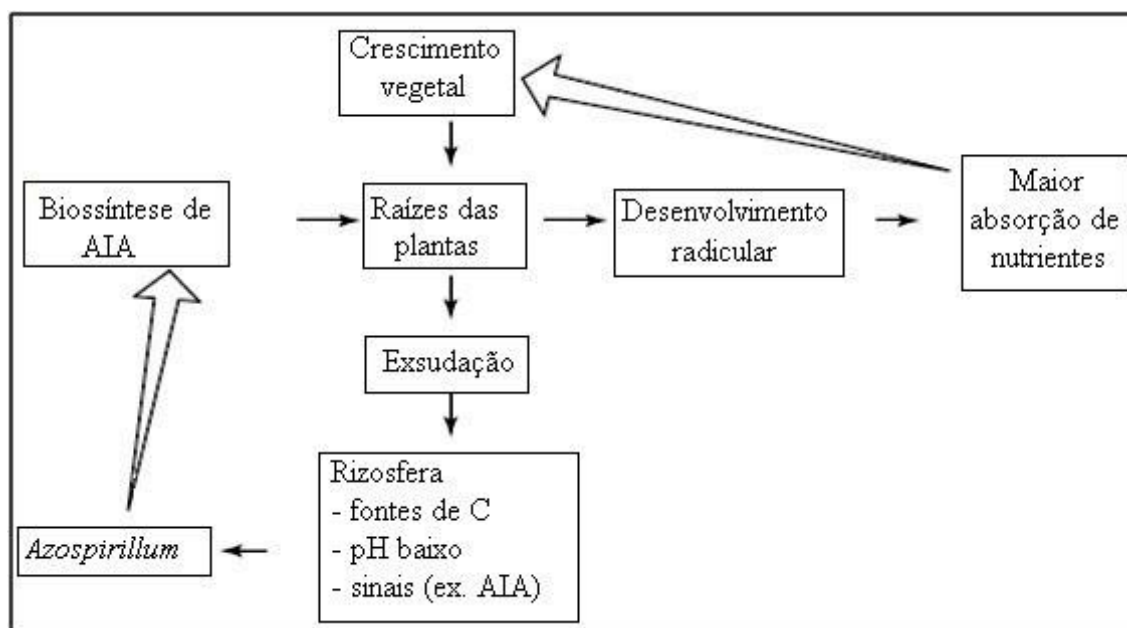 Crescimento
vegetal
Biossíntese de
AIA
Raízes das
plantas
Desenvolvimento
radicular
Maior
absorção de
nutrientes
Exsudação
Rizosfera
- fontes de C
- pH baixo
- sinais (ex. AIA)
Azospirillum